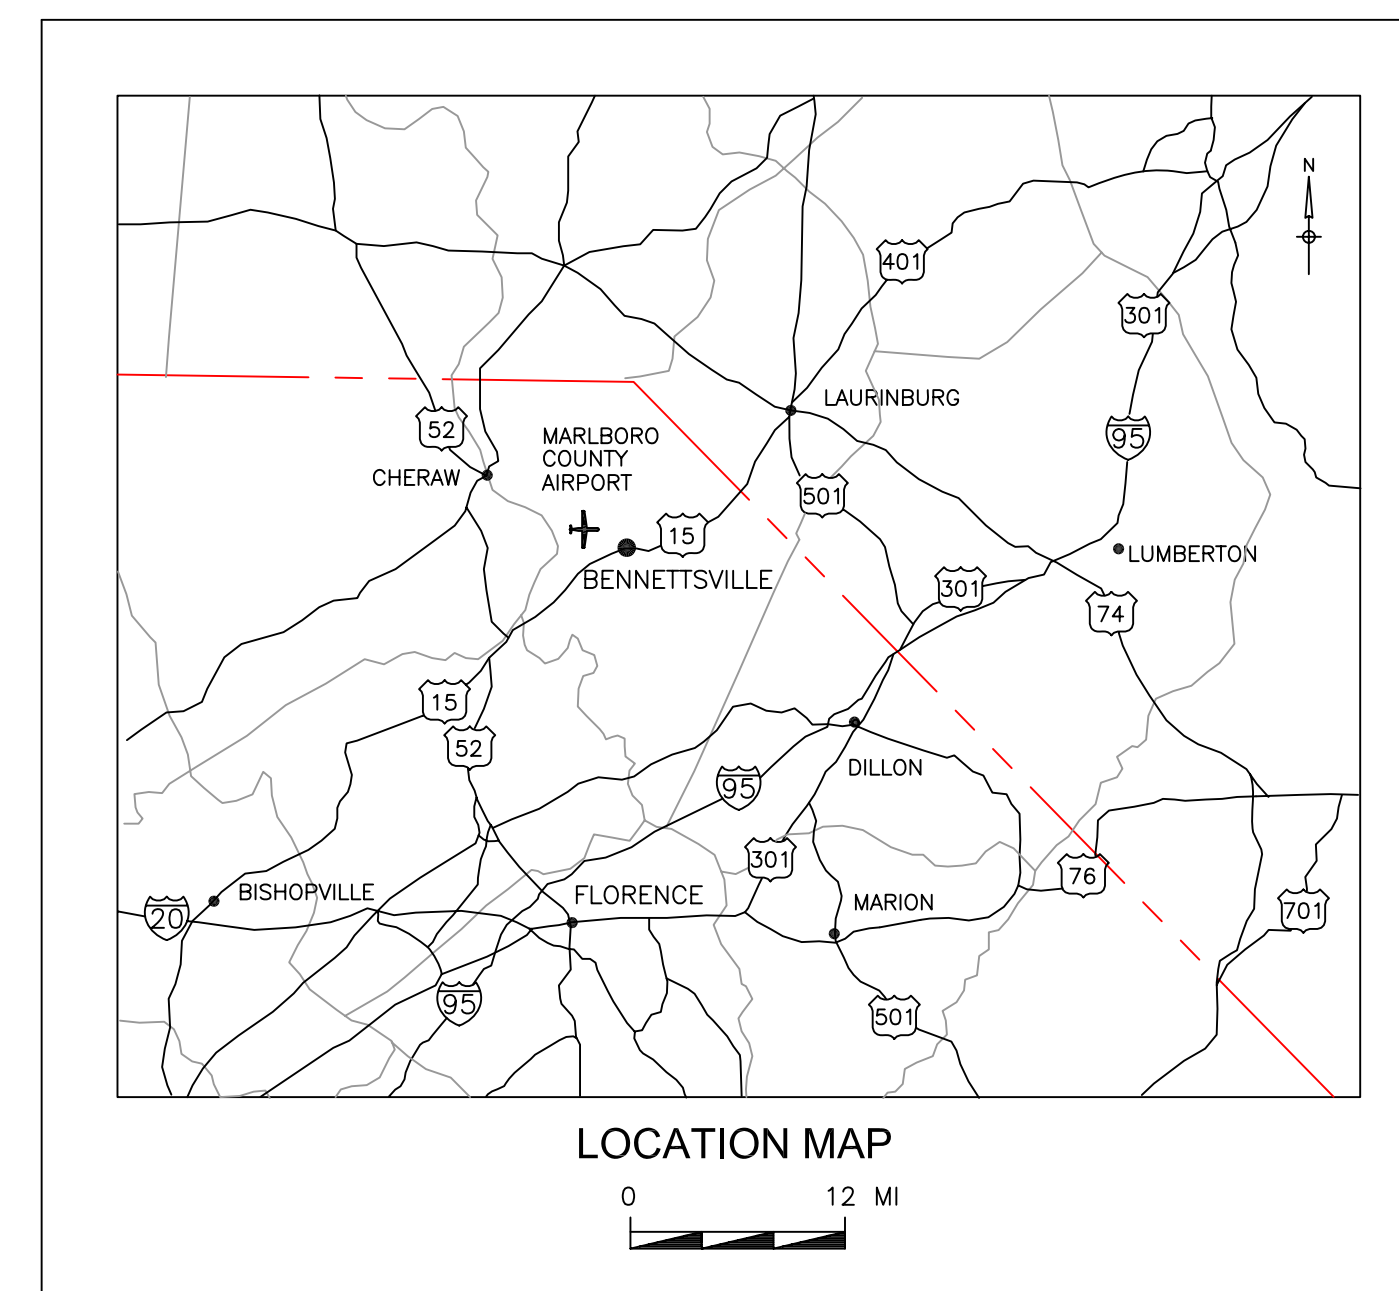 N
401
301
LAURINBURG
52
95
MARLBORO
COUNTY
AIRPORT
CHERAW
501
15
LUMBERTON
BENNETTSVILLE
301
74
15
52
DILLON
95
301
76
BISHOPVILLE
FLORENCE
MARION
20
701
95
501
LOCATION MAP
0 12 MI